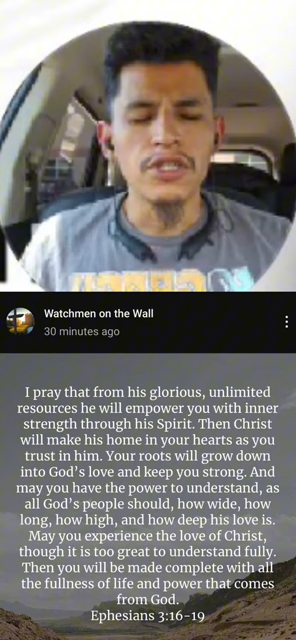 Watchmen on the Wall
30 minutes ago
I pray that from his glorious, unlimited
resources he will empower you with inner
strength through his Spirit. Then Christ
will make his home in your hearts as you
trust in him. Your roots will grow down
into God's love and keep you strong. And
may you have the power to understand, as
all God's people should, how wide, how
long, how high, and how deep his love is.
May you experience the love of Christ,
though it is too great to understand fully.
Then you will be made complete with all
the fullness of life and power that comes
from God.
Ephesians 3:16-19